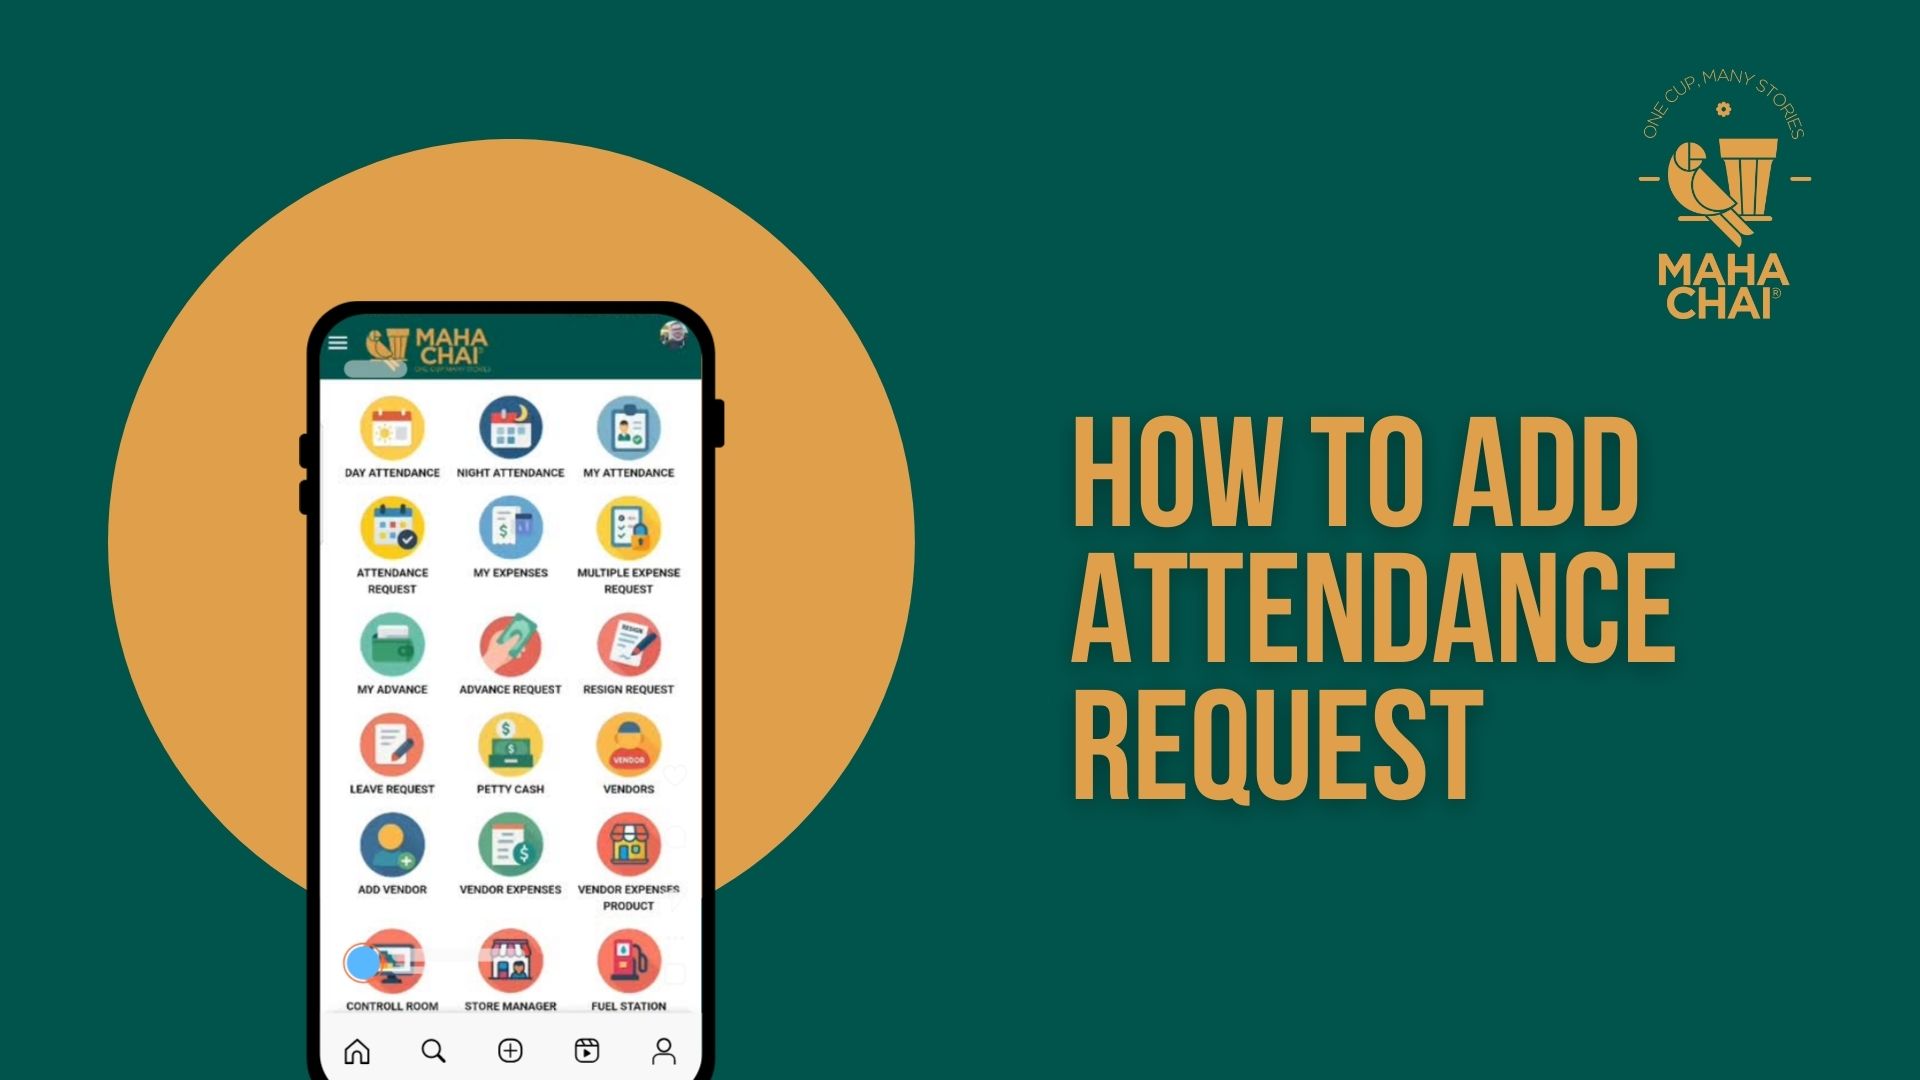 ONE CUP, MANY STORIES
MAHA
CHAI®
MAHA
CHAI
ONE CUP MANY STORIES
DAY ATTENDANCE NIGHT ATTENDANCE MY ATTENDANCE
ATTENDANCE
REQUEST
MY EXPENSES
MULTIPLE EXPENSE
REQUEST
RESIGN
MY ADVANCE ADVANCE REQUEST RESIGN REQUEST
VENDOR
LEAVE REQUEST PETTY CASH VENDORS
ADD VENDOR VENDOR EXPENSES
VENDOR EXPENSES
PRODUCT
CONTROLL ROOM STORE MANAGER FUEL STATION
HOW TO ADD
ATTENDANCE
REQUEST